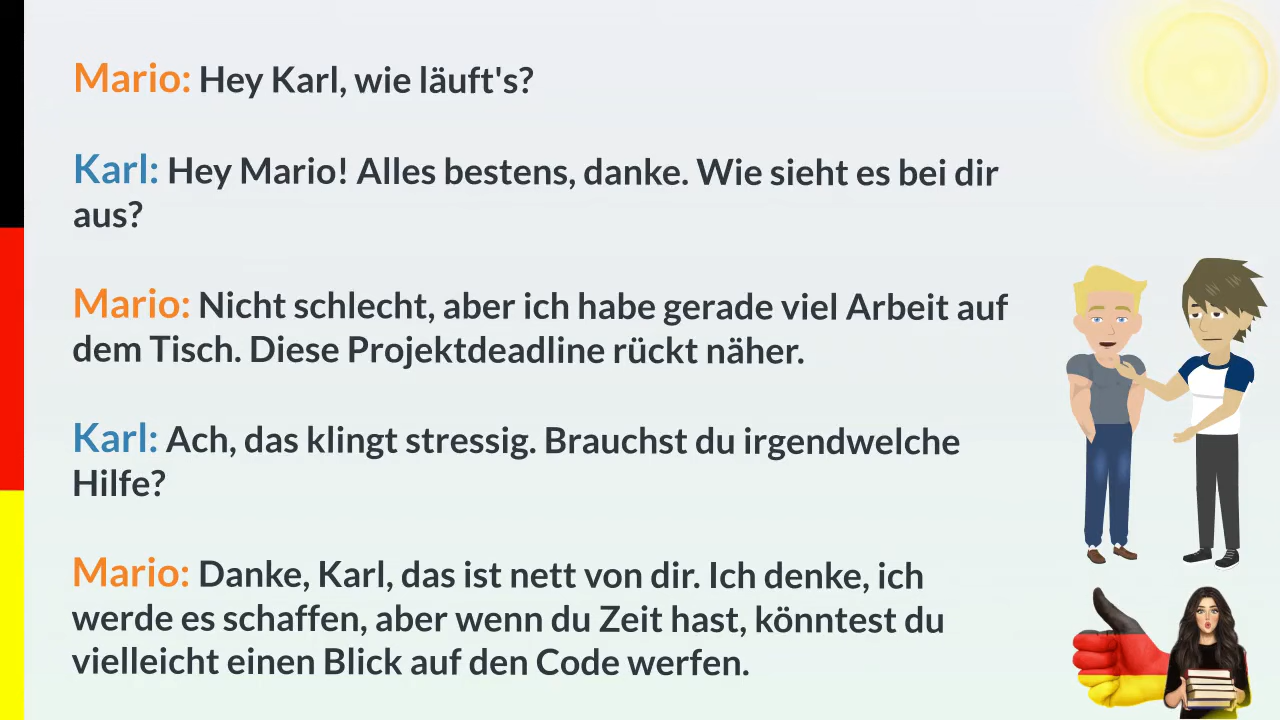 Mario: Hey Karl, wie läuft's?
Karl: Hey Mario! Alles bestens, danke. Wie sieht es bei dir
aus?
Mario: Nicht schlecht, aber ich habe gerade viel Arbeit auf
dem Tisch. Diese Projektdeadline rückt näher.
Karl: Ach, das klingt stressig. Brauchst du irgendwelche
Hilfe?
Mario: Danke, Karl, das ist nett von dir. Ich denke, ich
werde es schaffen, aber wenn du Zeit hast, könntest du
vielleicht einen Blick auf den Code werfen.